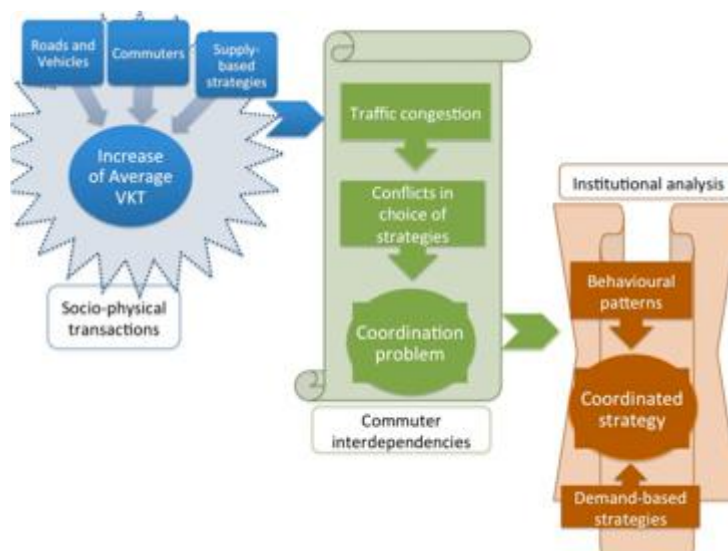 Roads and
Vehicles
Commuters
Supply-
based
strategies
Increase
of Average
VKT
Socio-physical
transactions
Traffic congestion
Conflicts in
choice of
strategies
Coordination
problem
Commuter
interdependencies
Institutional analysis
Behavioural
patterns
Coordinated
strategy
Demand-based
strategies